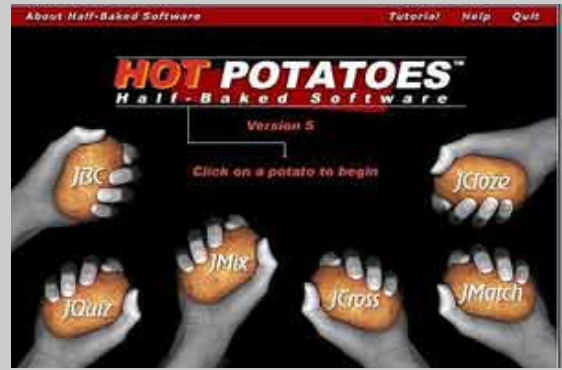 About Half-Baked Software Tutorial Help Quit
HOT POTATOES™
Half-Baked Software
Version 5
Click on a potato to begin
JBC
JCloze
JMix
JQuiz
JCross
JMatch